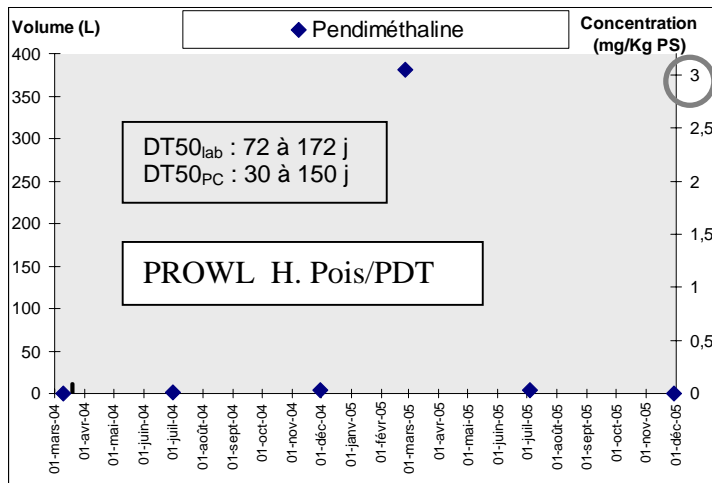 Volume (L)
Pendiméthaline
Concentration
(mg/Kg PS)
400
350
300
250
200
150
100
50
0
3
2,5
2
1,5
1
0,5
0
DT50lab : 72 à 172 j
DT50PC : 30 à 150 j
PROWL H. Pois/PDT
01-mars-04
01-avr-04
01-mai-04
01-juin-04
01-juil-04
01-août-04
01-sept-04
01-oct-04
01-nov-04
01-déc-04
01-janv-05
01-févr-05
01-mars-05
01-avr-05
01-mai-05
01-juin-05
01-juil-05
01-août-05
01-sept-05
01-oct-05
01-nov-05
01-déc-05